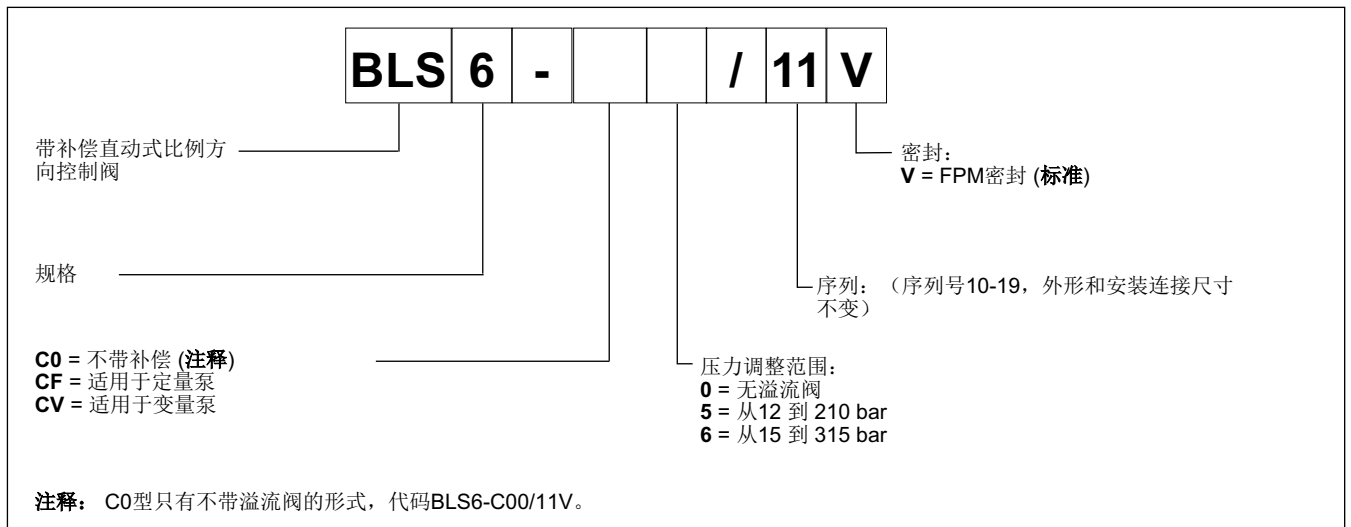 BLS 6 - / 11 V
带补偿直动式比例方
向控制阀
密封：
V = FPM密封 (标准)
规格
序列：（序列号10-19，外形和安装连接尺寸
不变）
C0 = 不带补偿 (注释)
CF = 适用于定量泵
CV = 适用于变量泵
压力调整范围：
0 = 无溢流阀
5 = 从12 到 210 bar
6 = 从15 到 315 bar
注释： C0型只有不带溢流阀的形式，代码BLS6-C00/11V。